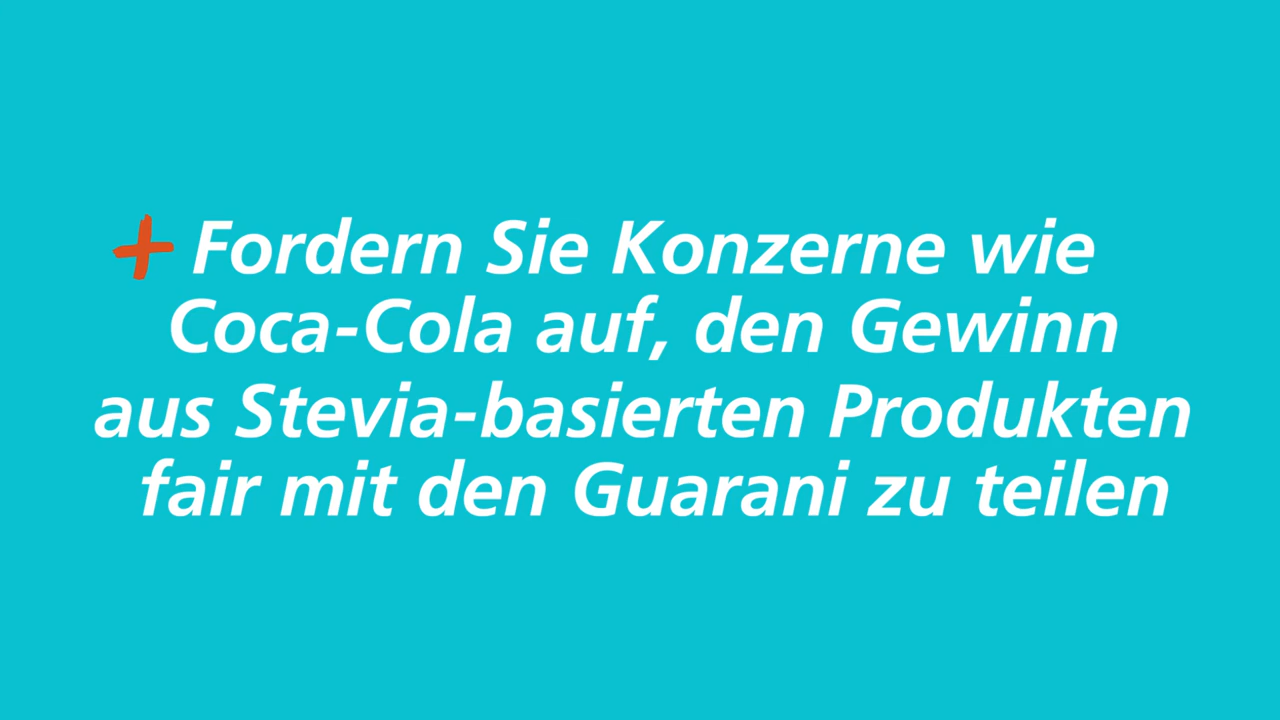 + Fordern Sie Konzerne wie
Coca-Cola auf, den Gewinn
aus Stevia-basierten Produkten
fair mit den Guarani zu teilen